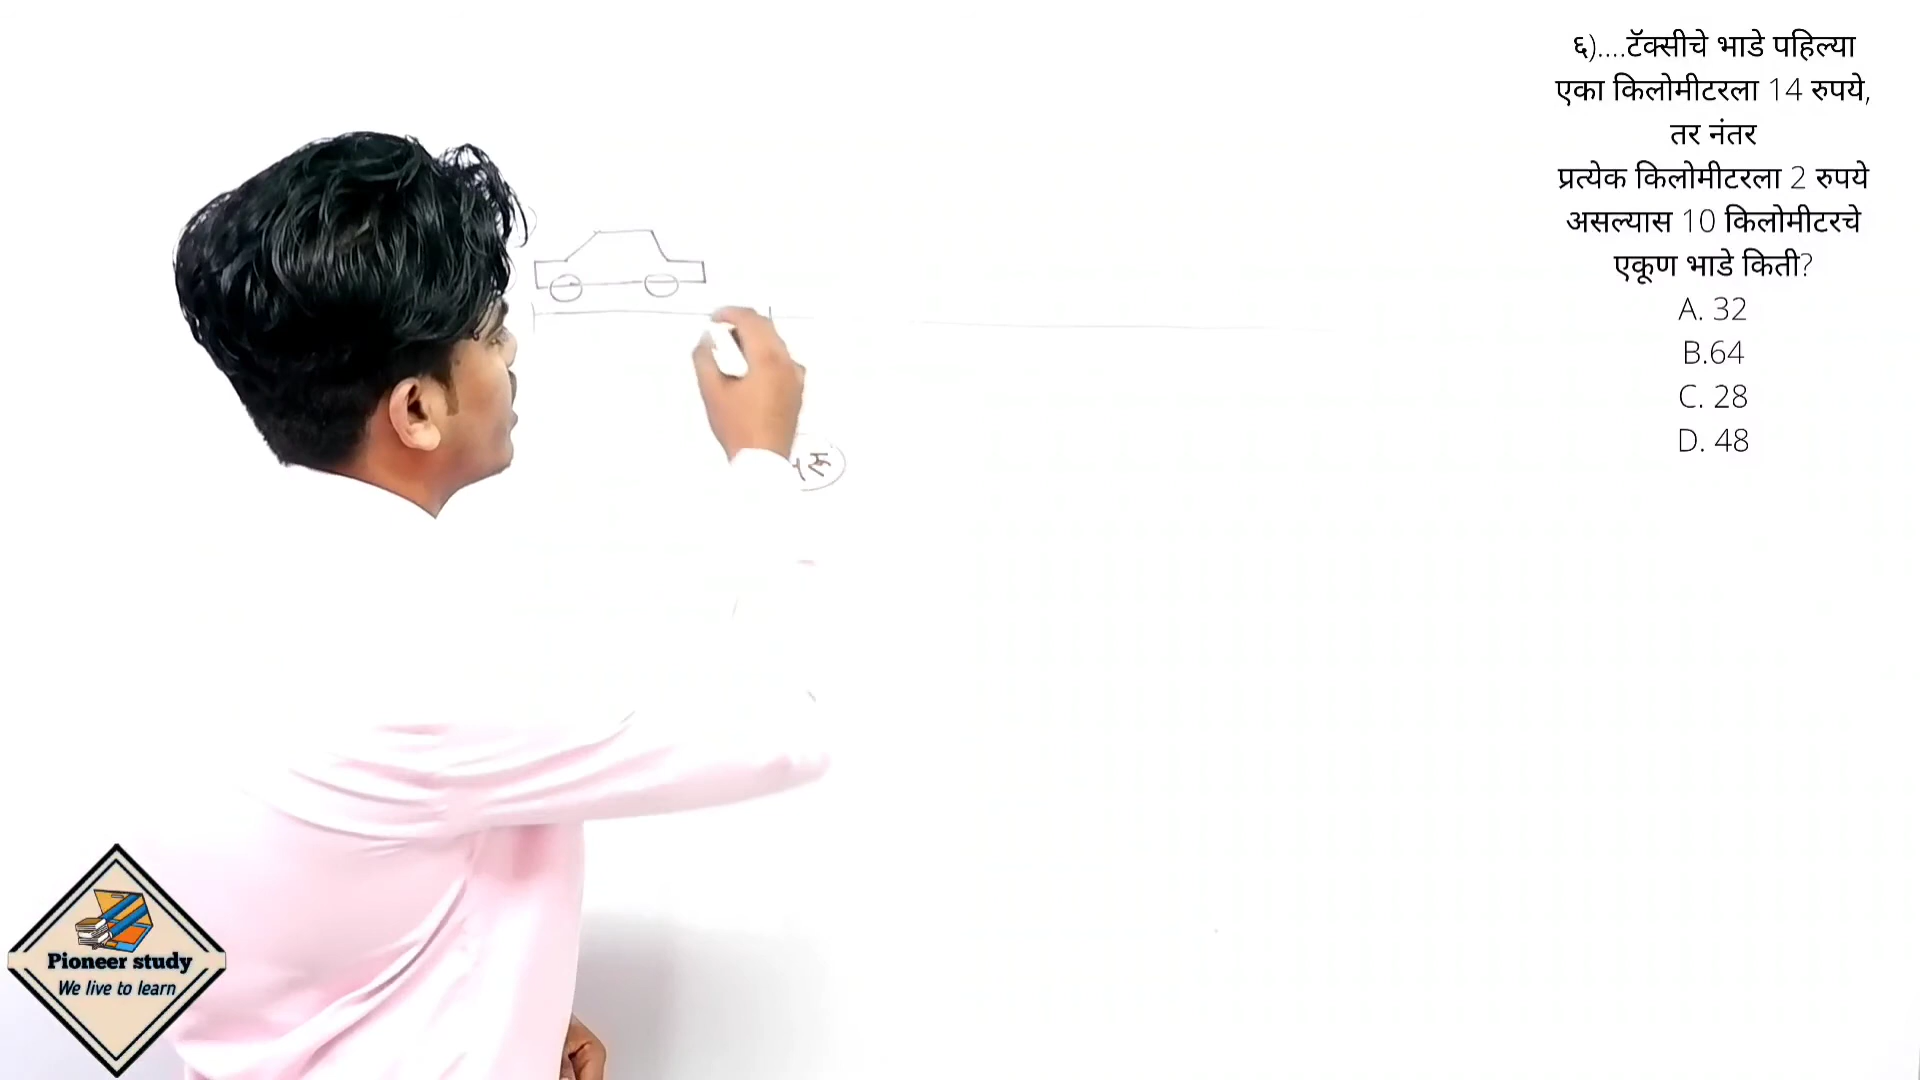 ६)....टॅक्सीचे भाडे पहिल्या
एका किलोमीटरला 14 रुपये,
तर नंतर
प्रत्येक किलोमीटरला 2 रुपये
असल्यास 10 किलोमीटरचे
एकूण भाडे किती?
A. 32
B.64
C. 28
D. 48
रु
Pioneer study
We live to learn